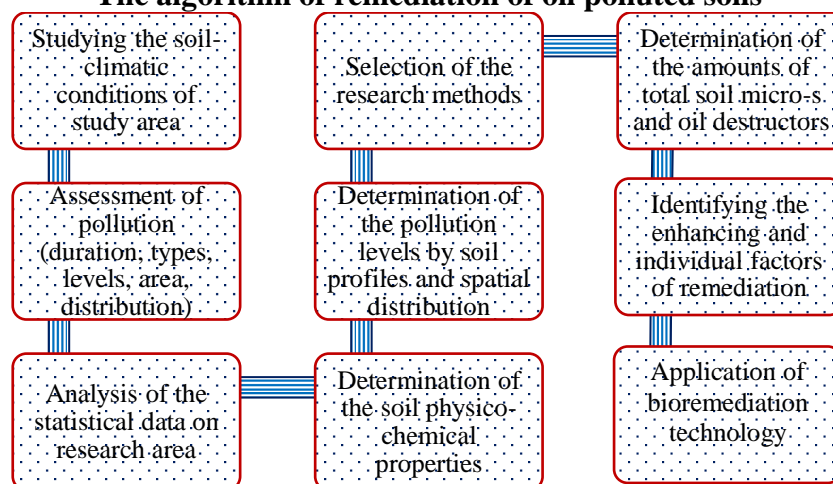 The algorithm of remediation of oil polluted soils
Studying the soil-
climatic
conditions of
study area
Assessment of
pollution
(duration, types,
levels, area,
distribution)
Analysis of the
statistical data on
research area
Determination of
the soil physico-
chemical
properties
Determination of
the pollution
levels by soil
profiles and spatial
distribution
Selection of the
research methods
Determination of
the amounts of
total soil micro-s
and oil destructors
Identifying the
enhancing and
individual factors
of remediation
Application of
bioremediation
technology